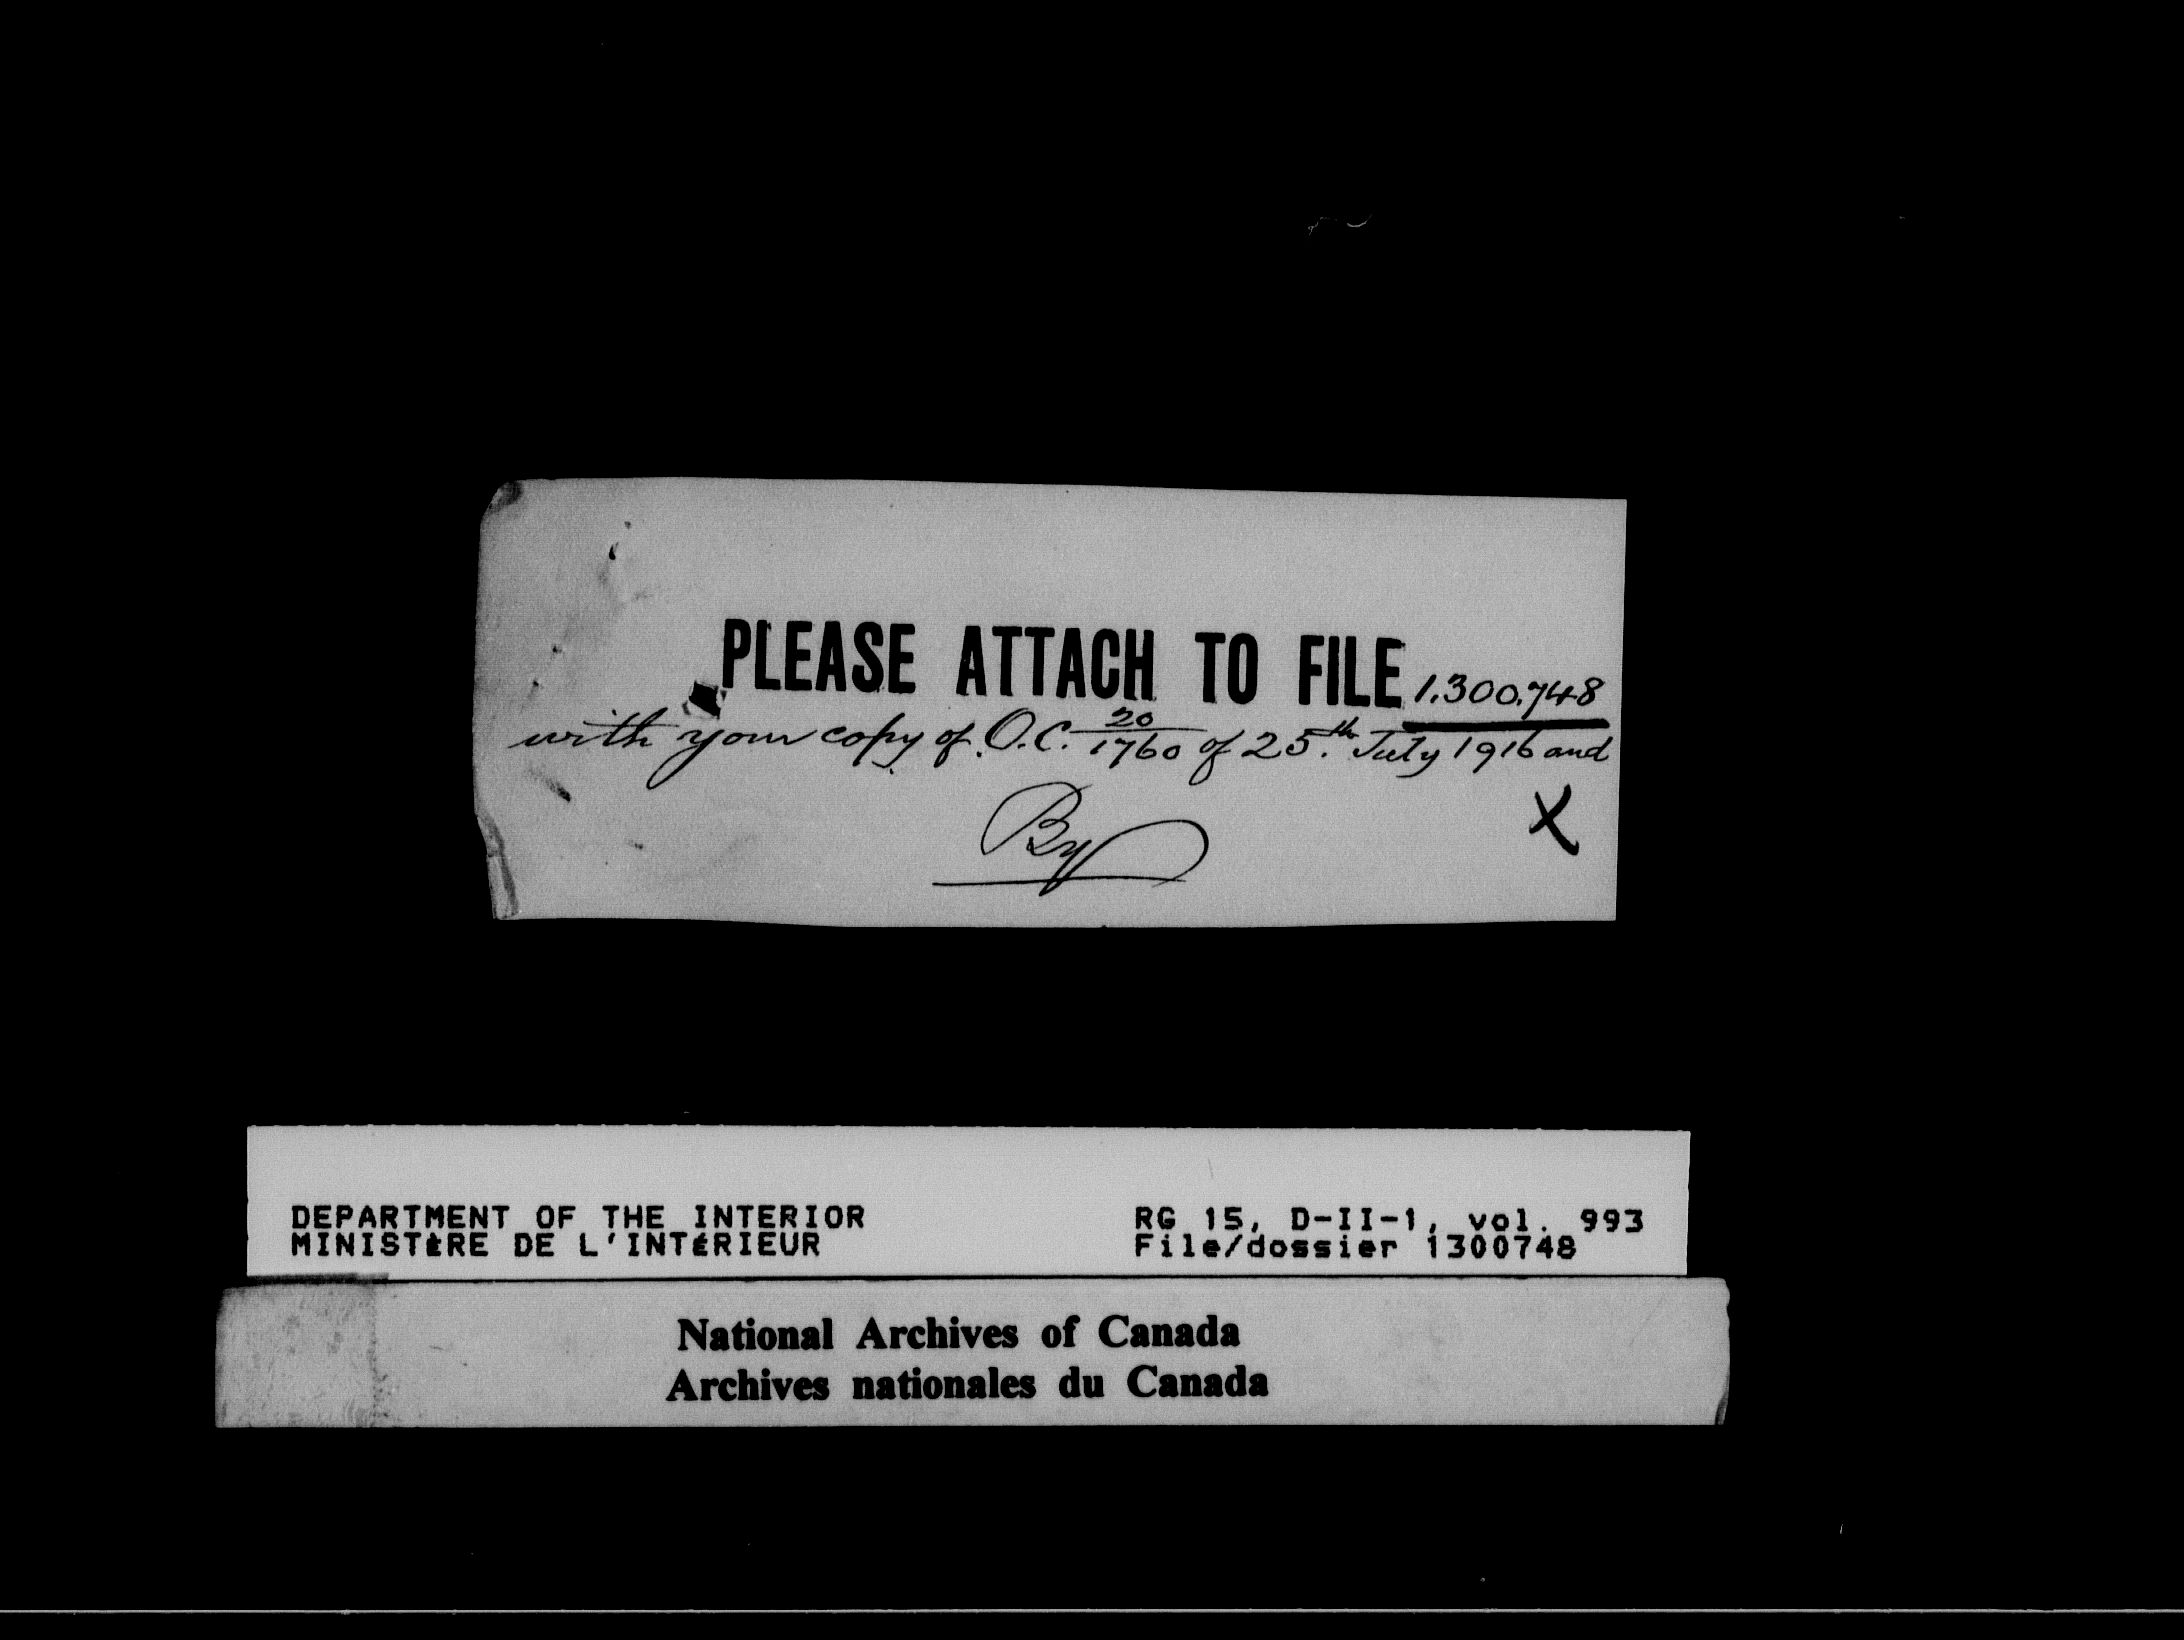 PLEASE ATTACH TO FILE 1.300.748
with your copy of O.C. 20/1760 of 25.th July 1916 and
X
DEPARTMENT OF THE INTERIOR
MINISTÈRE DE L'INTÉRIEUR
RG 15, D-II-1, vol. 993
File/dossier 1300748
National Archives of Canada
Archives nationales du Canada